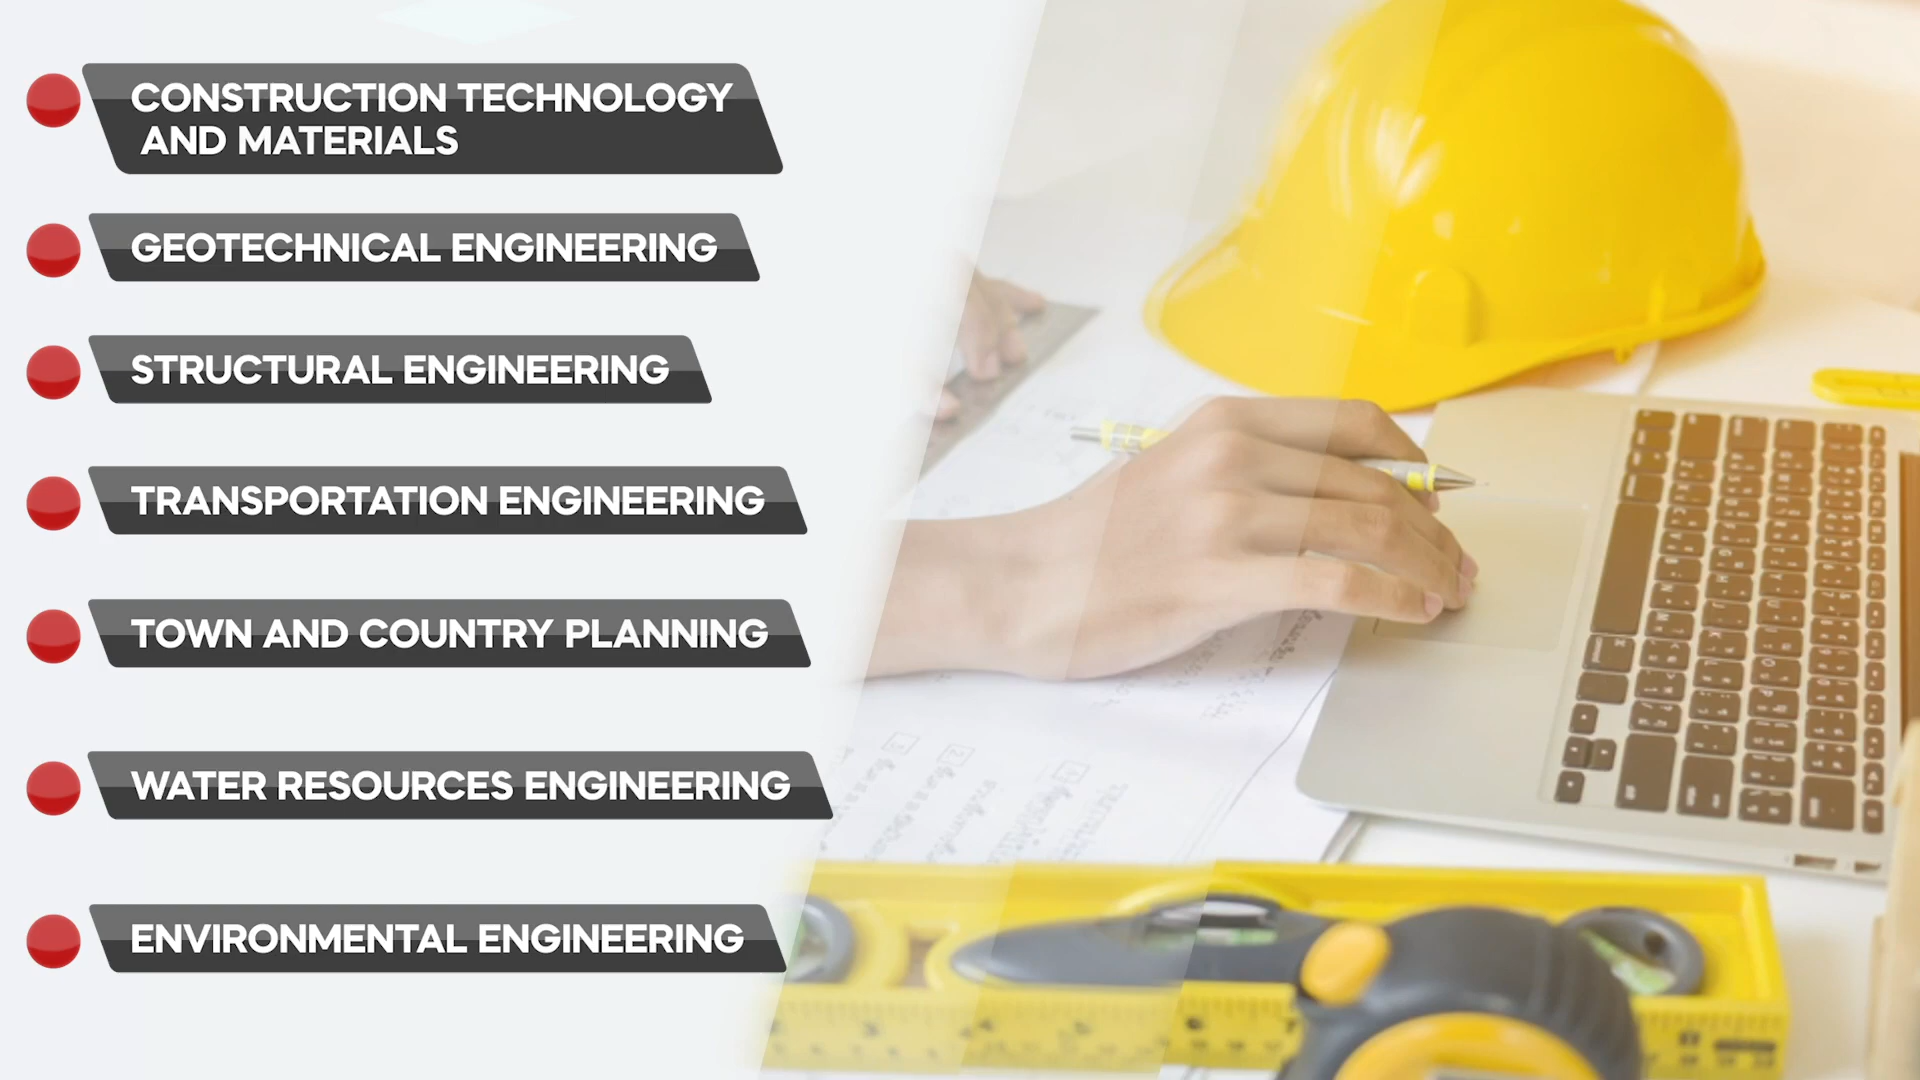 CONSTRUCTION TECHNOLOGY
AND MATERIALS
GEOTECHNICAL ENGINEERING
STRUCTURAL ENGINEERING
TRANSPORTATION ENGINEERING
TOWN AND COUNTRY PLANNING
WATER RESOURCES ENGINEERING
ENVIRONMENTAL ENGINEERING